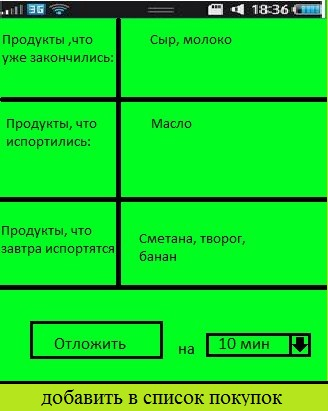 3G 18:36
Продукты ,что
уже закончились:
Сыр, молоко
Продукты, что
испортились:
Масло
Продукты, что
завтра испортятся
Сметана, творог,
банан
Отложить на 10 мин
добавить в список покупок